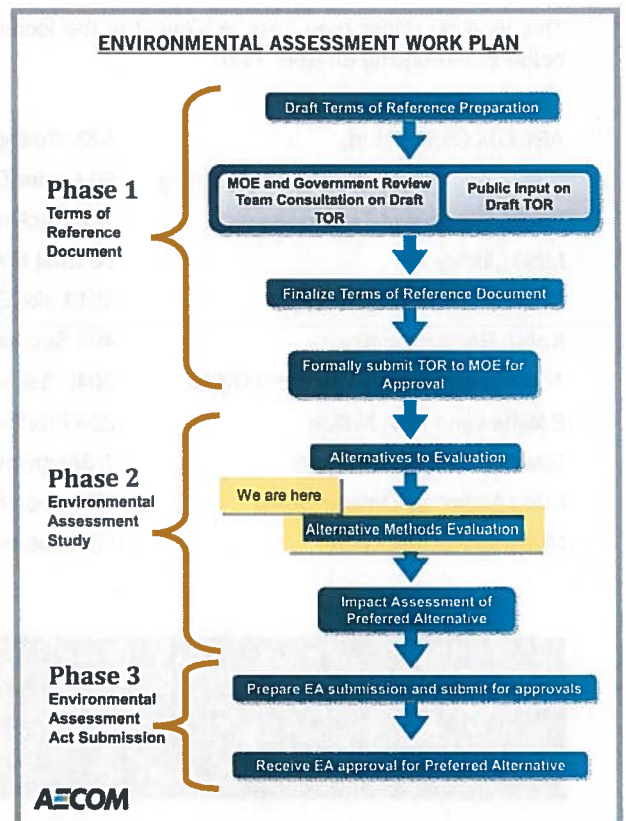 ENVIRONMENTAL ASSESSMENT WORK PLAN
Phase 1
Terms of
Reference
Document
Draft Terms of Reference Preparation
MOE and Government Review
Team Consultation on Draft
TOR
Public Input on
Draft TOR
Finalize Terms of Reference Document
Formally submit TOR to MOE for
Approval
Phase 2
Environmental
Assessment
Study
Alternatives to Evaluation
We are here
Alternative Methods Evaluation
Impact Assessment of
Preferred Alternative
Phase 3
Environmental
Assessment
Act Submission
Prepare EA submission and submit for approvals
Receive EA approval for Preferred Alternative
AECOM